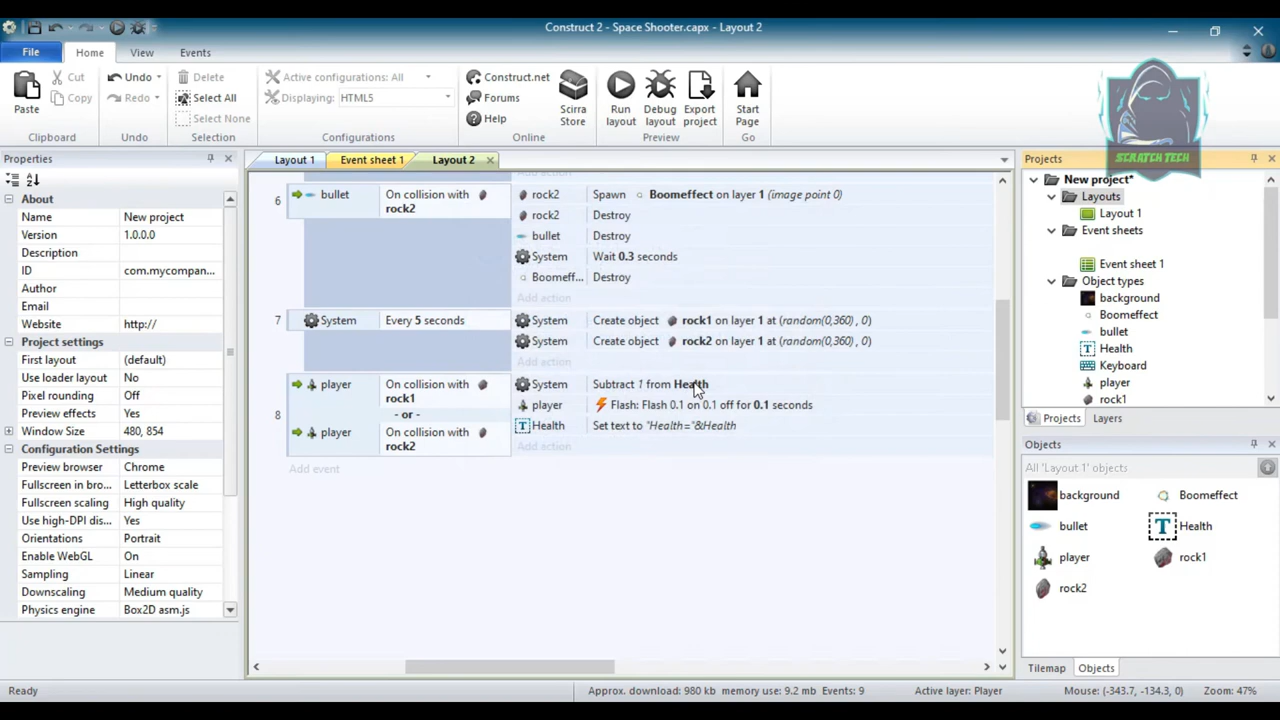 Construct 2 - Space Shooter.capx - Layout 2
File
Home
View
Events
Paste
Cut
Copy
Clipboard
Undo
Redo
Undo
Delete
Select All
Select None
Selection
Active configurations: All
Displaying:
HTML5
Configurations
Construct.net
Forums
Help
Scirra Store
Online
Run layout
Debug layout
Export project
Preview
Start Page
Go
SCRATCH TECH
Properties
About
Name
New project
Version
1.0.0.0
Description
ID
com.mycompan...
Author
Email
Website
http://
Project settings
First layout
(default)
Use loader layout
No
Pixel rounding
Off
Preview effects
Yes
Window Size
480, 854
Configuration Settings
Preview browser
Chrome
Fullscreen in bro...
Letterbox scale
Fullscreen scaling
High quality
Use high-DPI dis...
Yes
Orientations
Portrait
Enable WebGL
On
Sampling
Linear
Downscaling
Medium quality
Physics engine
Box2D asm.js
Layout 1
Event sheet 1
Layout 2
Add action
6
bullet
On collision with rock2
rock2
Spawn Boomeffect on layer 1 (image point 0)
rock2
Destroy
bullet
Destroy
System
Wait 0.3 seconds
Boomeff...
Destroy
Add action
7
System
Every 5 seconds
System
Create object rock1 on layer 1 at (random(0,360) , 0)
System
Create object rock2 on layer 1 at (random(0,360) , 0)
Add action
8
player
On collision with rock1
- or -
player
On collision with rock2
System
Subtract 1 from Health
player
Flash: Flash 0.1 on 0.1 off for 0.1 seconds
Health
Set text to "Health="&Health
Add action
Add event
Projects
New project*
Layouts
Layout 1
Event sheets
Event sheet 1
Object types
background
Boomeffect
bullet
Health
Keyboard
player
rock1
Projects
Layers
Objects
All 'Layout 1' objects
background
Boomeffect
bullet
Health
player
rock1
rock2
Tilemap
Objects
Ready
Approx. download: 980 kb
memory use: 9.2 mb
Events: 9
Active layer: Player
Mouse: (-343.7, -134.3, 0)
Zoom: 47%